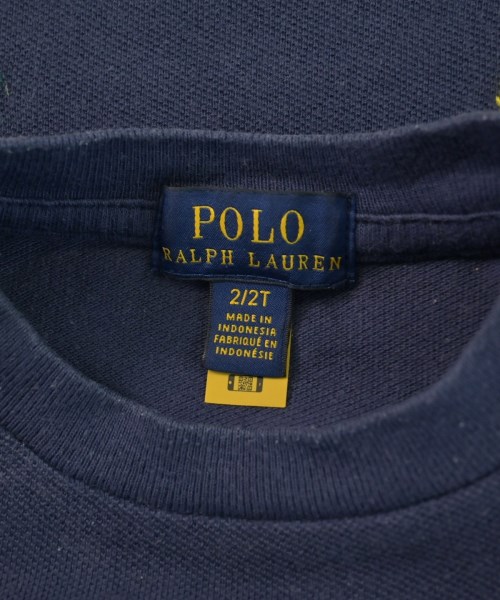 POLO
RALPH LAUREN
2/2T
MADE IN
INDONESIA
FABRIQUÉ EN
INDONÉSIE